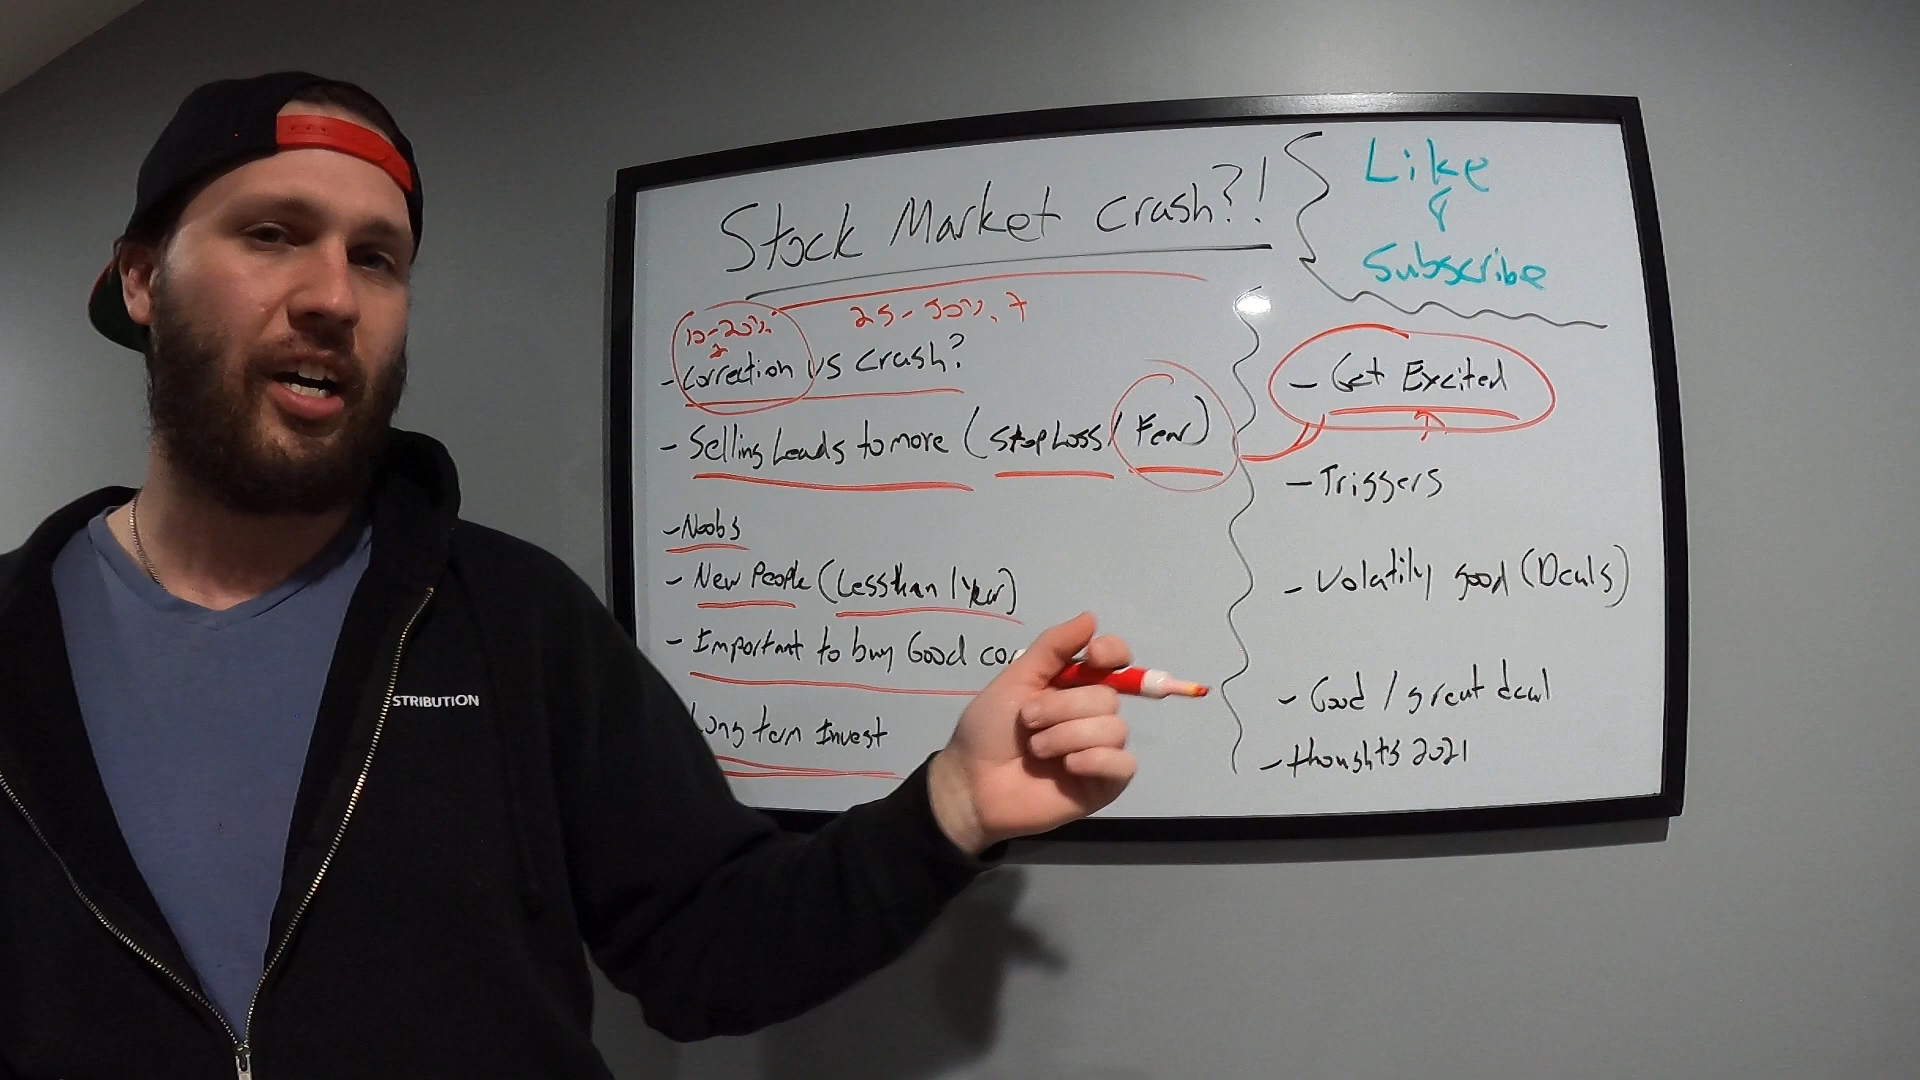 Stock Market crash?!
10-20%
2
25-50%. 7
- Correction vs crash?
- Selling Leads to more (stop Loss / Fear)
- Noobs
- New People (Less than 1 Year)
- Important to buy Good
Long term Invest
Like
&
Subscribe
- Get Excited
- Triggers
- Volatility good (Deals)
- Good / great deal
- thoughts 2021
STRIBUTION